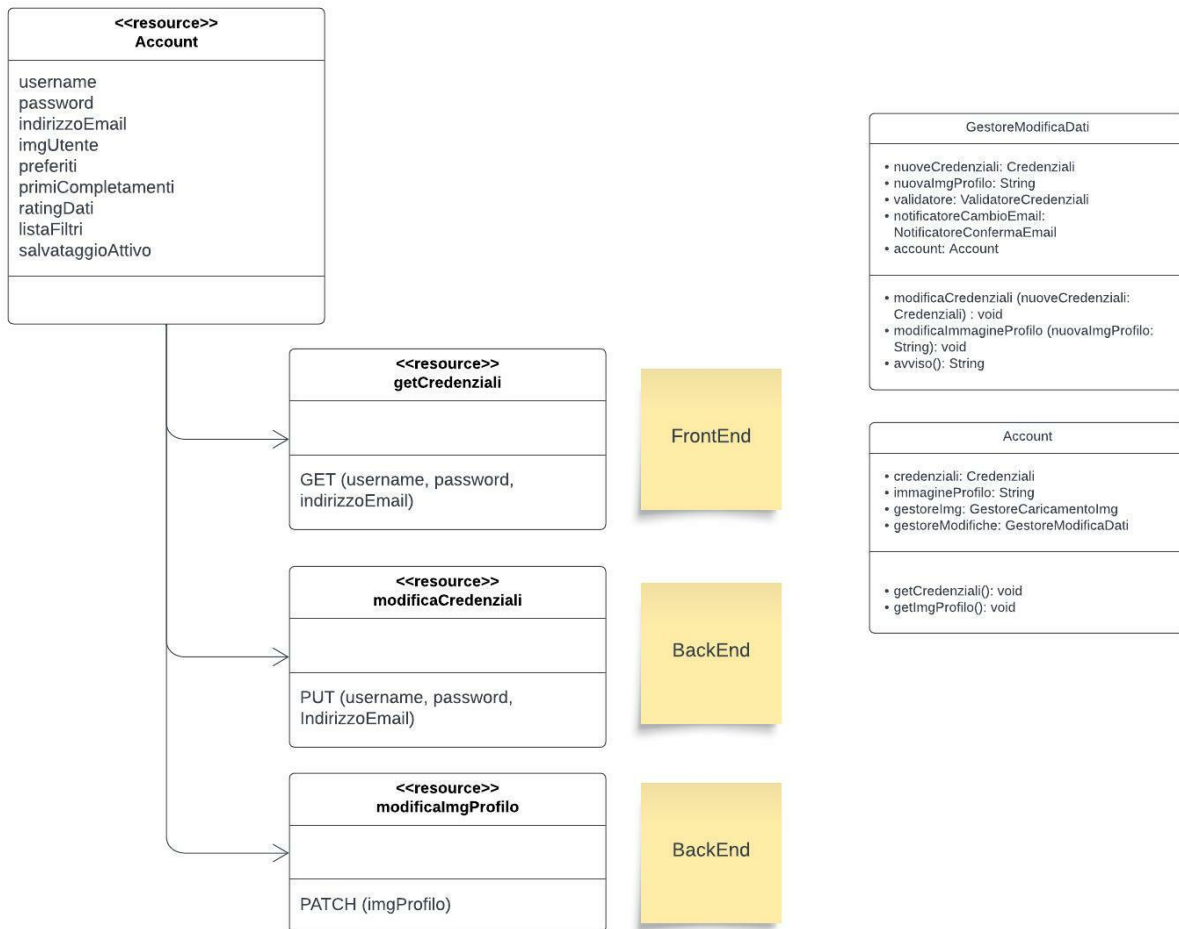 <<resource>>
Account
username
password
indirizzoEmail
imgUtente
preferiti
primiCompletamenti
ratingDati
listaFiltri
salvataggioAttivo
<<resource>>
getCredenziali
GET (username, password,
indirizzoEmail)
FrontEnd
<<resource>>
modificaCredenziali
PUT (username, password,
IndirizzoEmail)
BackEnd
<<resource>>
modificaImgProfilo
PATCH (imgProfilo)
BackEnd
GestoreModificaDati
• nuoveCredenziali: Credenziali
• nuovaImgProfilo: String
• validatore: ValidatoreCredenziali
• notificatoreCambioEmail:
NotificatoreConfermaEmail
• account: Account
• modificaCredenziali (nuoveCredenziali:
Credenziali) : void
• modificaImmagineProfilo (nuovaImgProfilo:
String): void
• avviso(): String
Account
• credenziali: Credenziali
• immagineProfilo: String
• gestoreImg: GestoreCaricamentoImg
• gestoreModifiche: GestoreModificaDati
• getCredenziali(): void
• getImgProfilo(): void